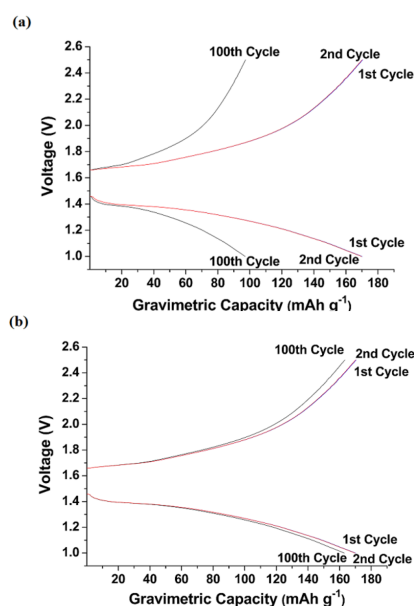 (a)
2.6
2.4
2.2
2.0
1.8
1.6
1.4
1.2
1.0
Voltage (V)
100th Cycle
2nd Cycle
1st Cycle
1st Cycle
100th Cycle
2nd Cycle
20 40 60 80 100 120 140 160 180
Gravimetric Capacity (mAh g-1)
(b)
2.6
2.4
2.2
2.0
1.8
1.6
1.4
1.2
1.0
Voltage (V)
100th Cycle
2nd Cycle
1st Cycle
1st Cycle
100th Cycle
2nd Cycle
20 40 60 80 100 120 140 160 180
Gravimetric Capacity (mAh g-1)